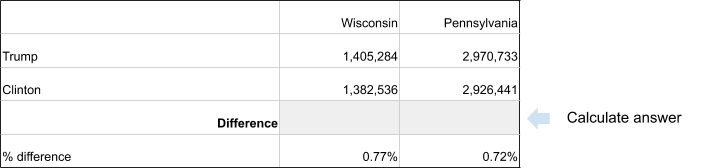 Wisconsin Pennsylvania
Trump 1,405,284 2,970,733
Clinton 1,382,536 2,926,441
Difference
Calculate answer
% difference 0.77% 0.72%